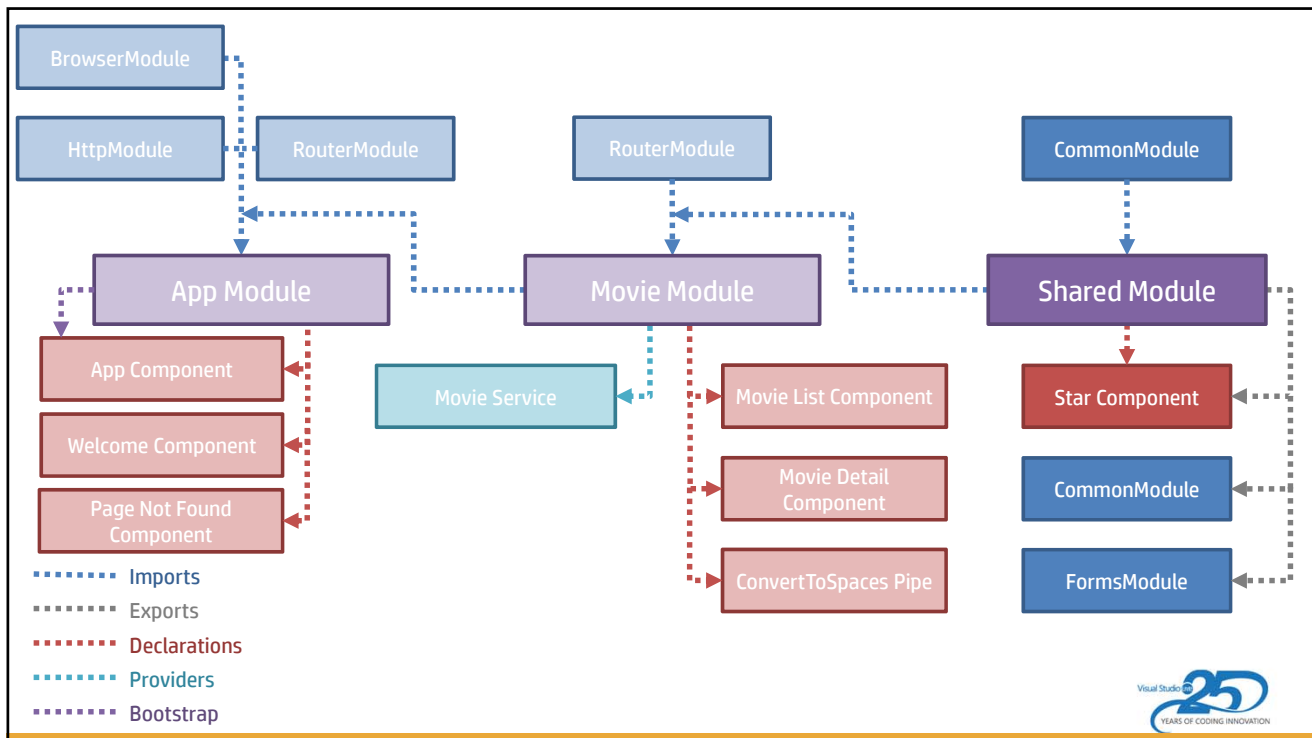 BrowserModule
HttpModule
RouterModule
RouterModule
CommonModule
App Module
Movie Module
Shared Module
App Component
Welcome Component
Page Not Found
Component
Movie Service
Movie List Component
Movie Detail
Component
ConvertToSpaces Pipe
Star Component
CommonModule
FormsModule
Imports
Exports
Declarations
Providers
Bootstrap
Visual Studio LIVE! 25
YEARS OF CODING INNOVATION